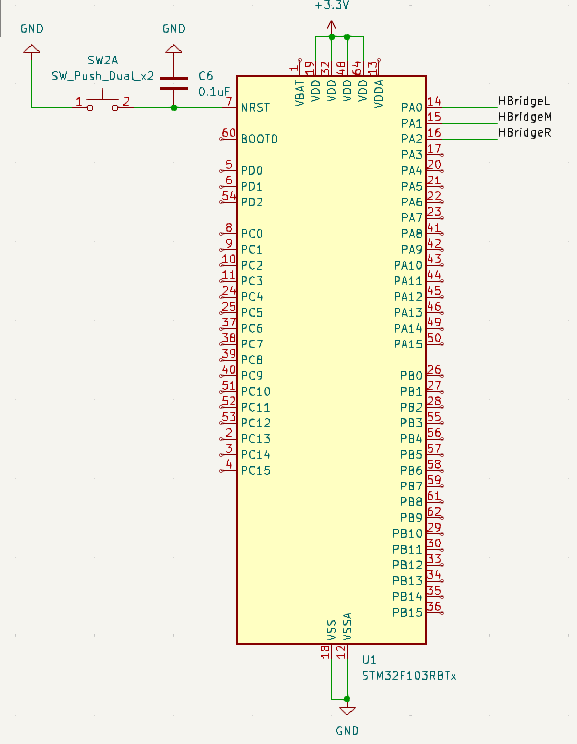 +3.3V
GND
GND
SW2A
SW_Push_Dual_x2
1
2
C6
0.1uF
1
19
32
48
64
13
VBAT
VDD
VDD
VDD
VDD
VDDA
7 NRST
60 BOOT0
5 PD0
6 PD1
54 PD2
8 PC0
9 PC1
10 PC2
11 PC3
24 PC4
25 PC5
37 PC6
38 PC7
39 PC8
40 PC9
51 PC10
52 PC11
53 PC12
2 PC13
3 PC14
4 PC15
PA0 14 HBridgeL
PA1 15 HBridgeM
PA2 16 HBridgeR
PA3 17
PA4 20
PA5 21
PA6 22
PA7 23
PA8 41
PA9 42
PA10 43
PA11 44
PA12 45
PA13 46
PA14 49
PA15 50
PB0 26
PB1 27
PB2 28
PB3 55
PB4 56
PB5 57
PB6 58
PB7 59
PB8 61
PB9 62
PB10 29
PB11 30
PB12 33
PB13 34
PB14 35
PB15 36
VSS
VSSA
18
12
U1
STM32F103RBTx
GND